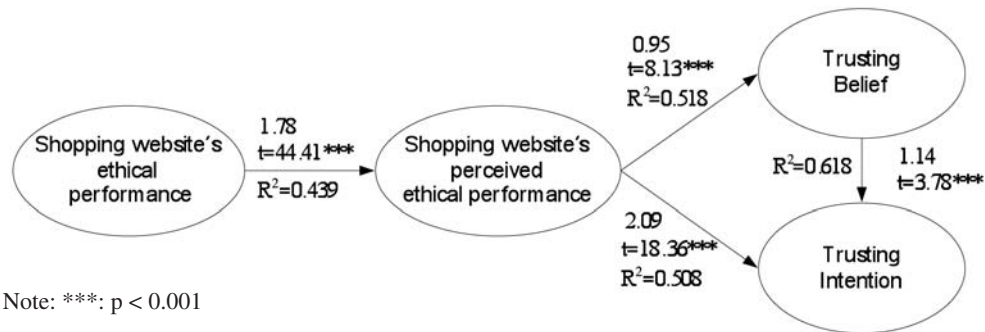 Shopping website's
ethical
performance
1.78
t=44.41***
R²=0.439
Shopping website's
perceived
ethical performance
0.95
t=8.13***
R²=0.518
Trusting
Belief
R²=0.618
1.14
t=3.78***
2.09
t=18.36***
R²=0.508
Trusting
Intention
Note: ***: p < 0.001